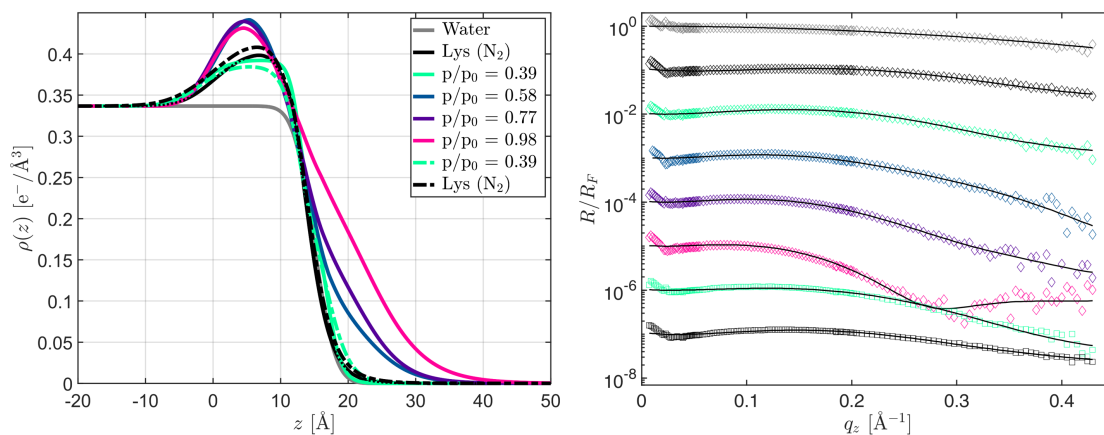 Water
Lys (N₂)
p/p₀ = 0.39
p/p₀ = 0.58
p/p₀ = 0.77
p/p₀ = 0.98
p/p₀ = 0.39
Lys (N₂)
0.4
0.35
0.3
0.25
0.2
0.15
0.1
0.05
0
-20
-10
0
10
20
30
40
50
ρ(z) [e⁻/Å³]
z [Å]
10⁰
10⁻²
10⁻⁴
10⁻⁶
10⁻⁸
0
0.1
0.2
0.3
0.4
R/R_F
q_z [Å⁻¹]